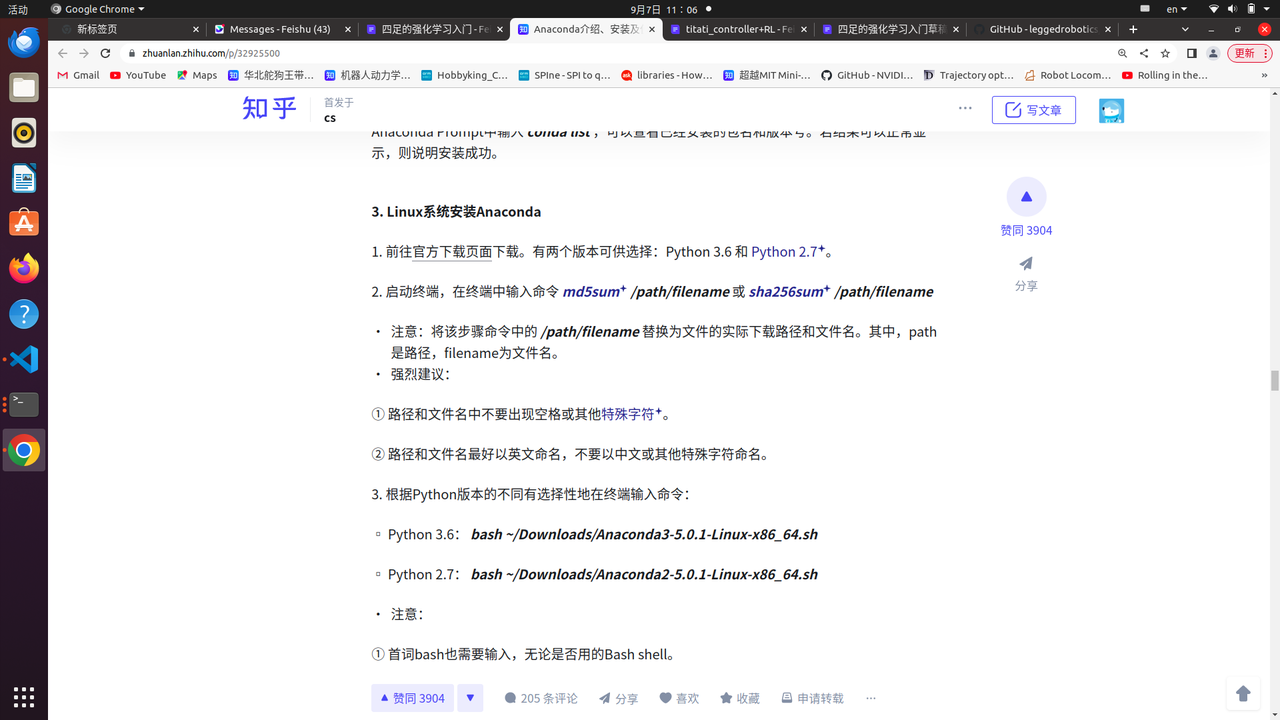 活动
Google Chrome
9月7日 11：06
en
新标签页
Messages - Feishu (43)
四足的强化学习入门 - Fei
Anaconda介绍、安装及
titati_controller+RL - Fei
四足的强化学习入门草稿
GitHub - leggedrobotics
zhuanlan.zhihu.com/p/32925500
更新
Gmail
YouTube
Maps
华北舵狗王带…
机器人动力学…
Hobbyking_C…
SPIne - SPI to q…
libraries - How…
超越MIT Mini-…
GitHub - NVIDI…
Trajectory opt…
Robot Locom…
Rolling in the…
»
知乎
首发于
cs
写文章
Anaconda Prompt中输入 conda list ，可以查看已经安装的包名和版本号。若结果可以正常显
示，则说明安装成功。
3. Linux系统安装Anaconda
1. 前往官方下载页面下载。有两个版本可供选择：Python 3.6 和 Python 2.7。
2. 启动终端，在终端中输入命令 md5sum /path/filename 或 sha256sum /path/filename
• 注意：将该步骤命令中的 /path/filename 替换为文件的实际下载路径和文件名。其中，path
是路径，filename为文件名。
• 强烈建议：
① 路径和文件名中不要出现空格或其他特殊字符。
② 路径和文件名最好以英文命名，不要以中文或其他特殊字符命名。
3. 根据Python版本的不同有选择性地在终端输入命令：
▫ Python 3.6： bash ~/Downloads/Anaconda3-5.0.1-Linux-x86_64.sh
▫ Python 2.7： bash ~/Downloads/Anaconda2-5.0.1-Linux-x86_64.sh
• 注意：
① 首词bash也需要输入，无论是否用的Bash shell。
赞同 3904
分享
赞同 3904
205 条评论
分享
喜欢
收藏
申请转载